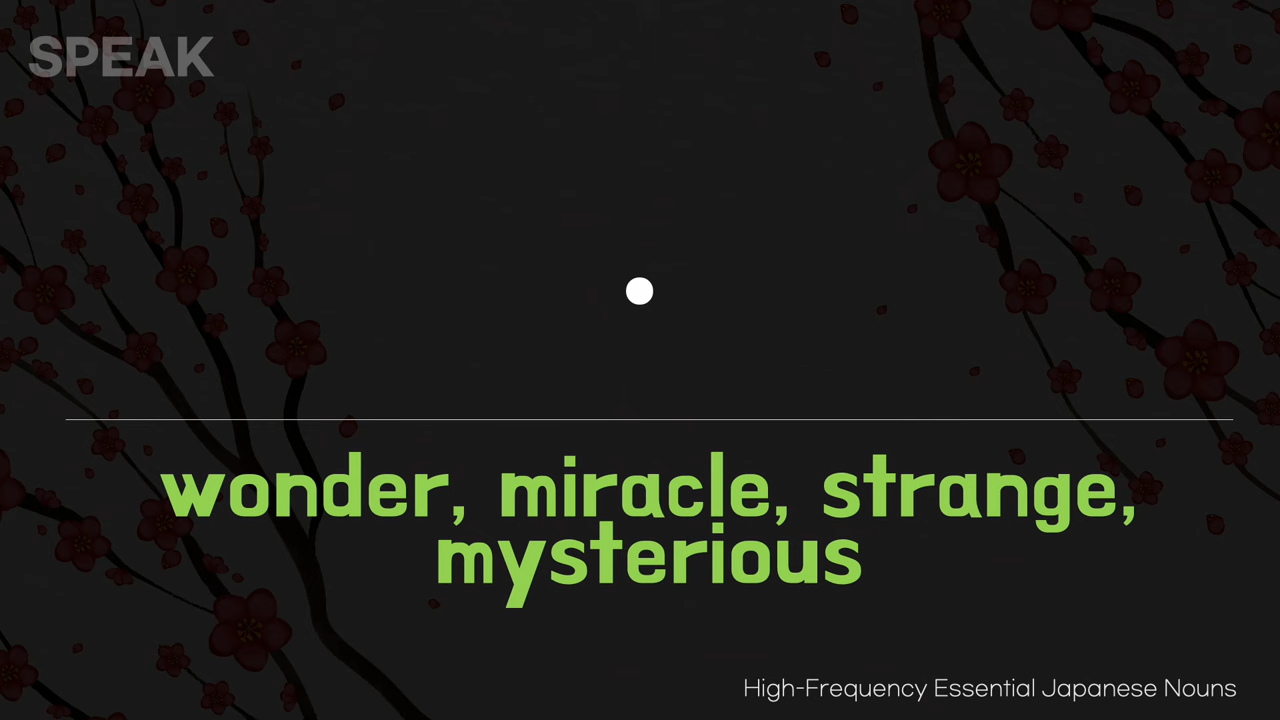 SPEAK
wonder, miracle, strange,
mysterious
High-Frequency Essential Japanese Nouns